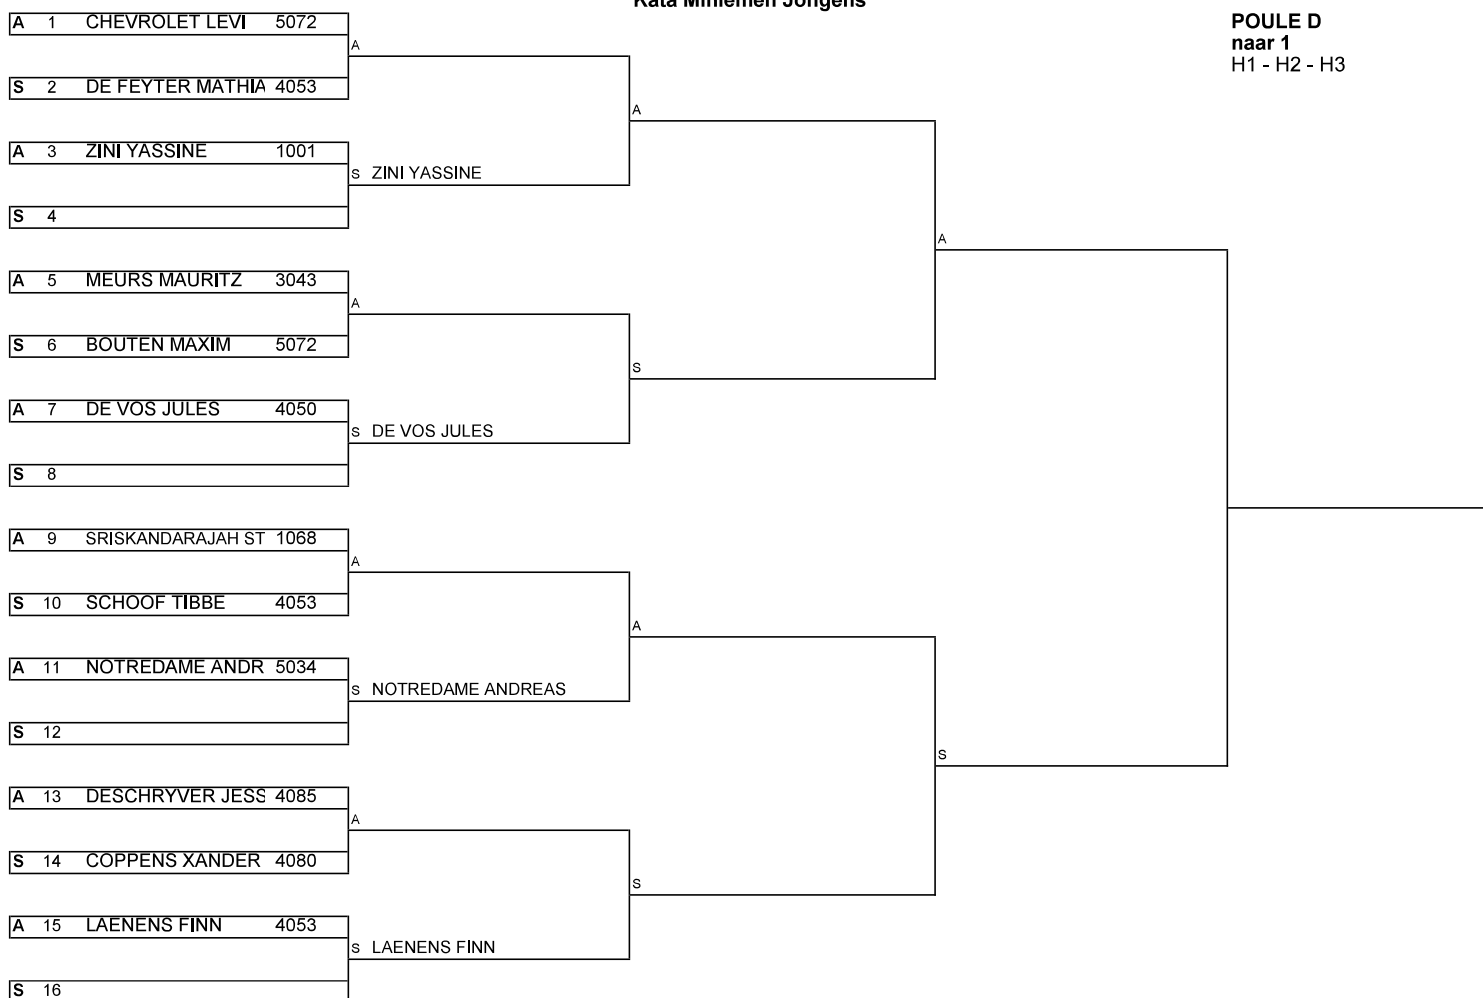 Kata Miniemen Jongens
POULE D
naar 1
H1 - H2 - H3
A 1 CHEVROLET LEVI 5072
A
S 2 DE FEYTER MATHIA 4053
A
A 3 ZINI YASSINE 1001
S ZINI YASSINE
S 4
A
A 5 MEURS MAURITZ 3043
A
S 6 BOUTEN MAXIM 5072
S
A 7 DE VOS JULES 4050
S DE VOS JULES
S 8
A 9 SRISKANDARAJAH ST 1068
A
S 10 SCHOOF TIBBE 4053
A
A 11 NOTREDAME ANDR 5034
S NOTREDAME ANDREAS
S 12
S
A 13 DESCHRYVER JESS 4085
A
S 14 COPPENS XANDER 4080
S
A 15 LAENENS FINN 4053
S LAENENS FINN
S 16